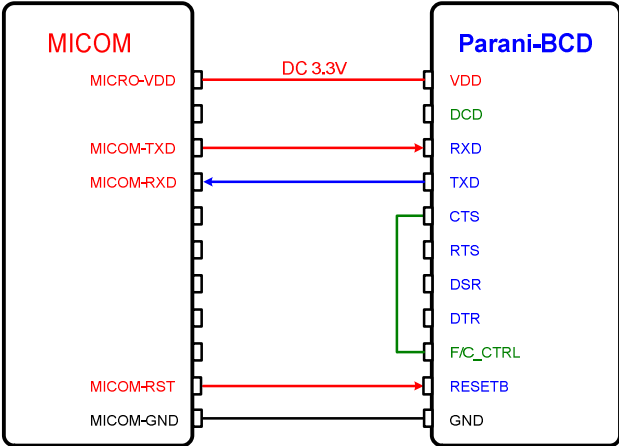 MICOM
Parani-BCD
MICRO-VDD
DC 3.3V
VDD
DCD
MICOM-TXD
RXD
MICOM-RXD
TXD
CTS
RTS
DSR
DTR
F/C_CTRL
MICOM-RST
RESETB
MICOM-GND
GND